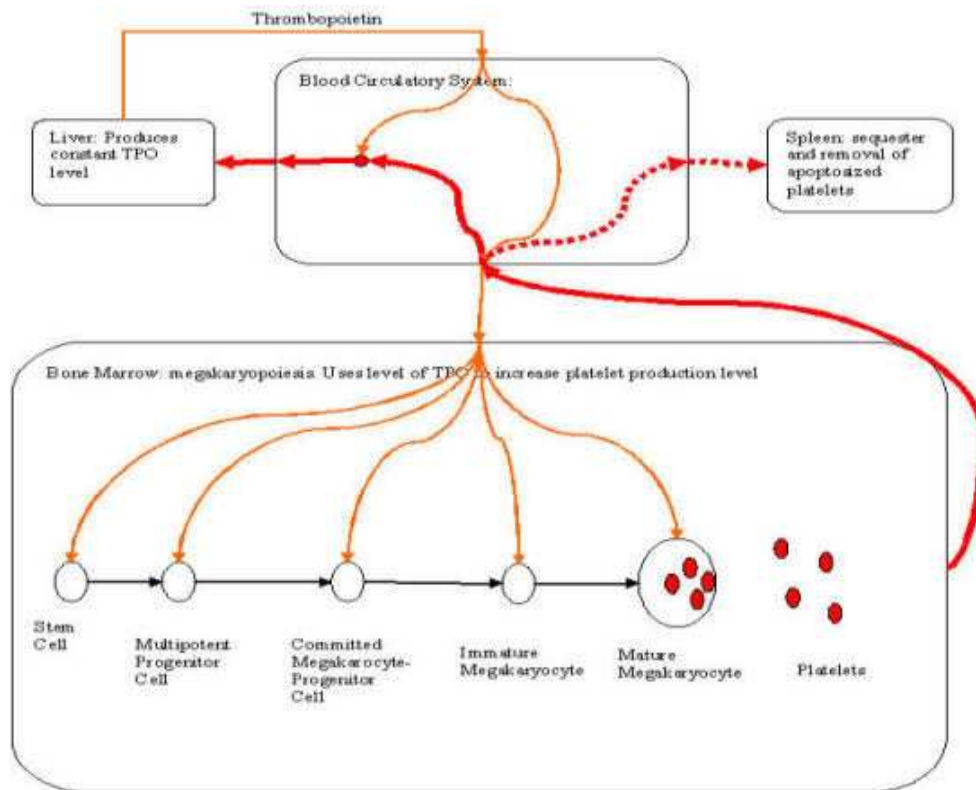 Thrombopoietin
Blood Circulatory System:
Liver: Produces
constant TPO
level
Spleen: sequester
and removal of
apoptosized
platelets
Bone Marrow: megakaryopoiesis. Uses level of TPO to increase platelet production level
Stem
Cell
Multipotent
Progenitor
Cell
Committed
Megakarocyte-
Progenitor
Cell
Immature
Megakaryocyte
Mature
Megakaryocyte
Platelets